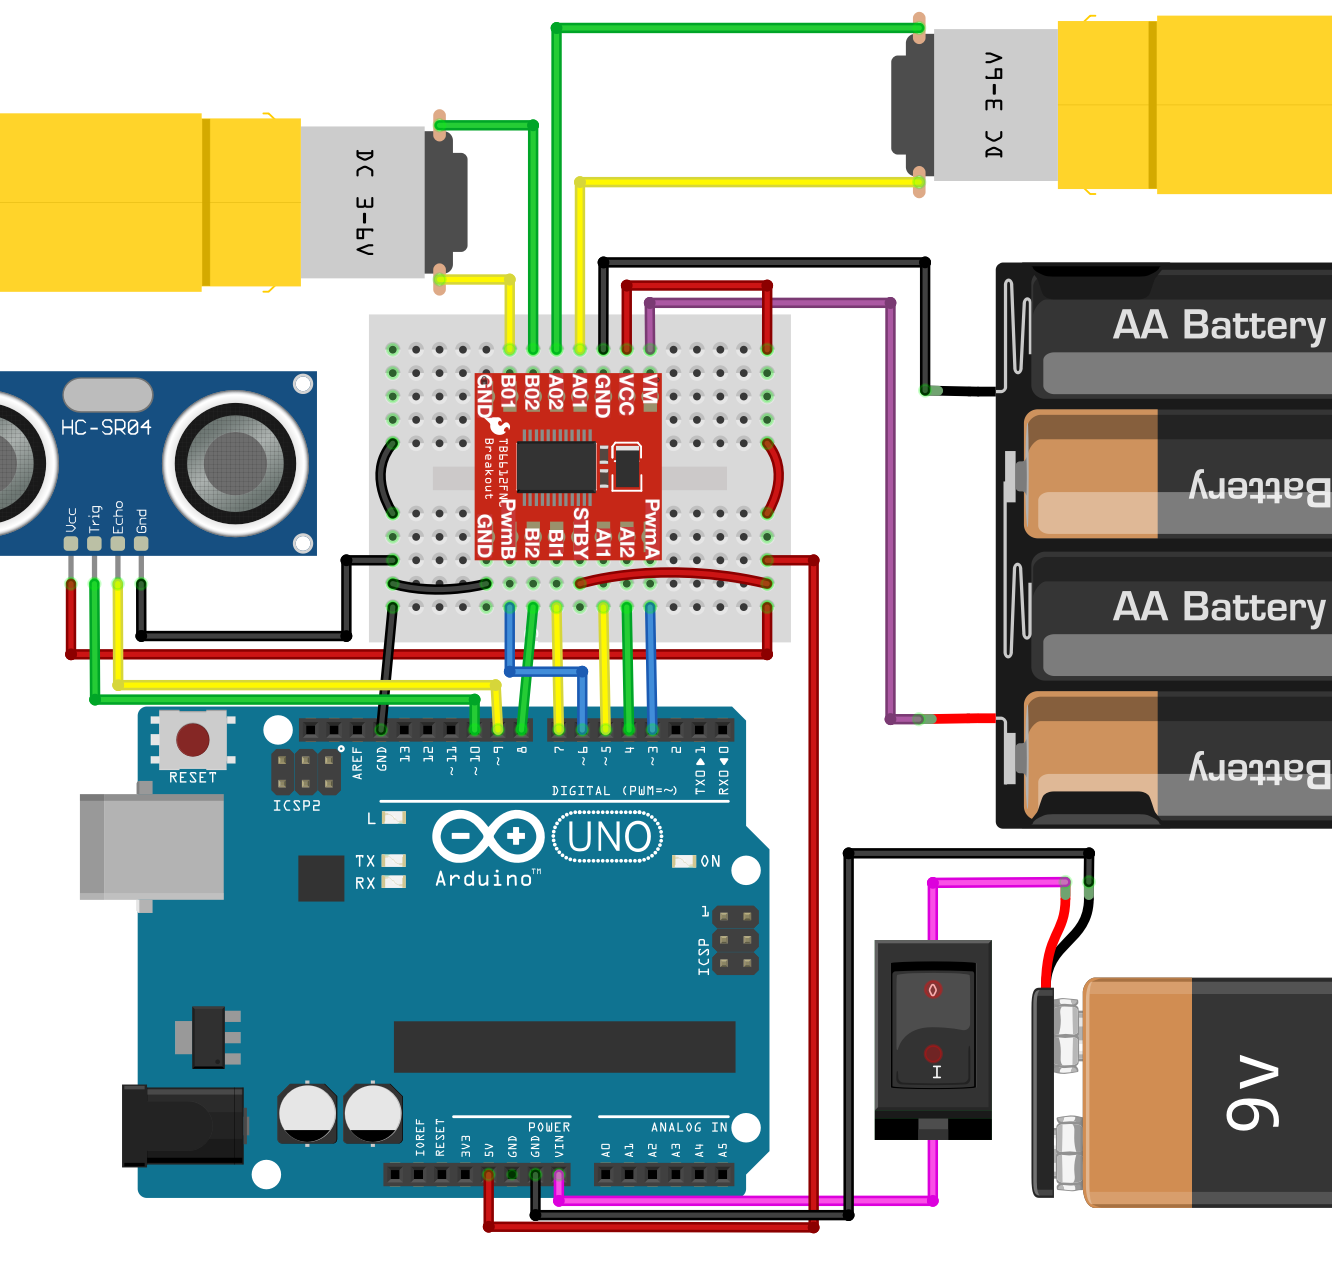 DC 3-6V
DC 3-6V
AA Battery
HC-SR04
Vcc
Trig
Echo
Gnd
GND
B01
B02
A02
A01
GND
VCC
VM
Battery
Breakout
GND
PwmB
BI2
BI1
STBY
AI1
AI2
PwmA
AA Battery
Battery
RESET
ICSP2
AREF
GND
13
12
~11
~10
~9
8
7
~6
~5
~4
~3
2
TX0▶1
RX0◀0
DIGITAL (PWM=~)
L
TX
RX
UNO
ON
Arduino™
1
ICSP
IOREF
RESET
3V3
5V
GND
GND
VIN
POWER
ANALOG IN
A0
A1
A2
A3
A4
A5
0
I
9v